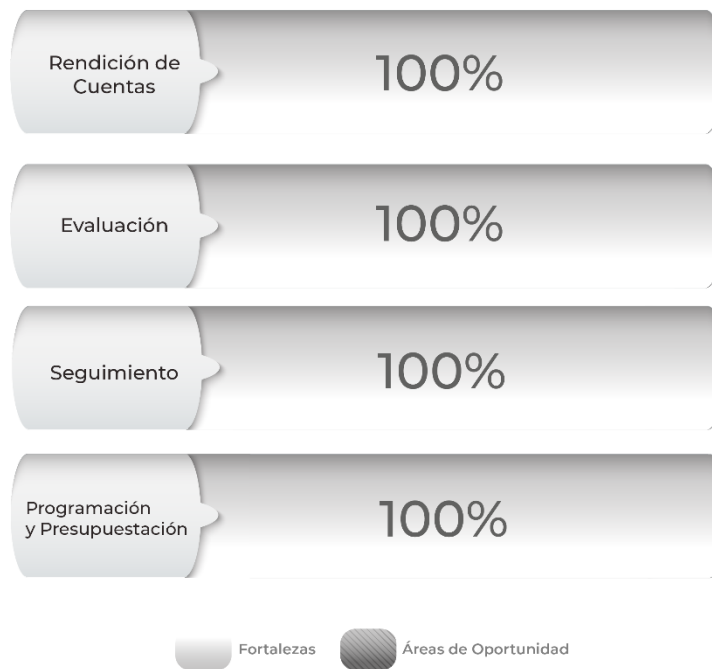 Rendición de
Cuentas
100%
Evaluación
100%
Seguimiento
100%
Programación
y Presupuestación
100%
Fortalezas
Áreas de Oportunidad